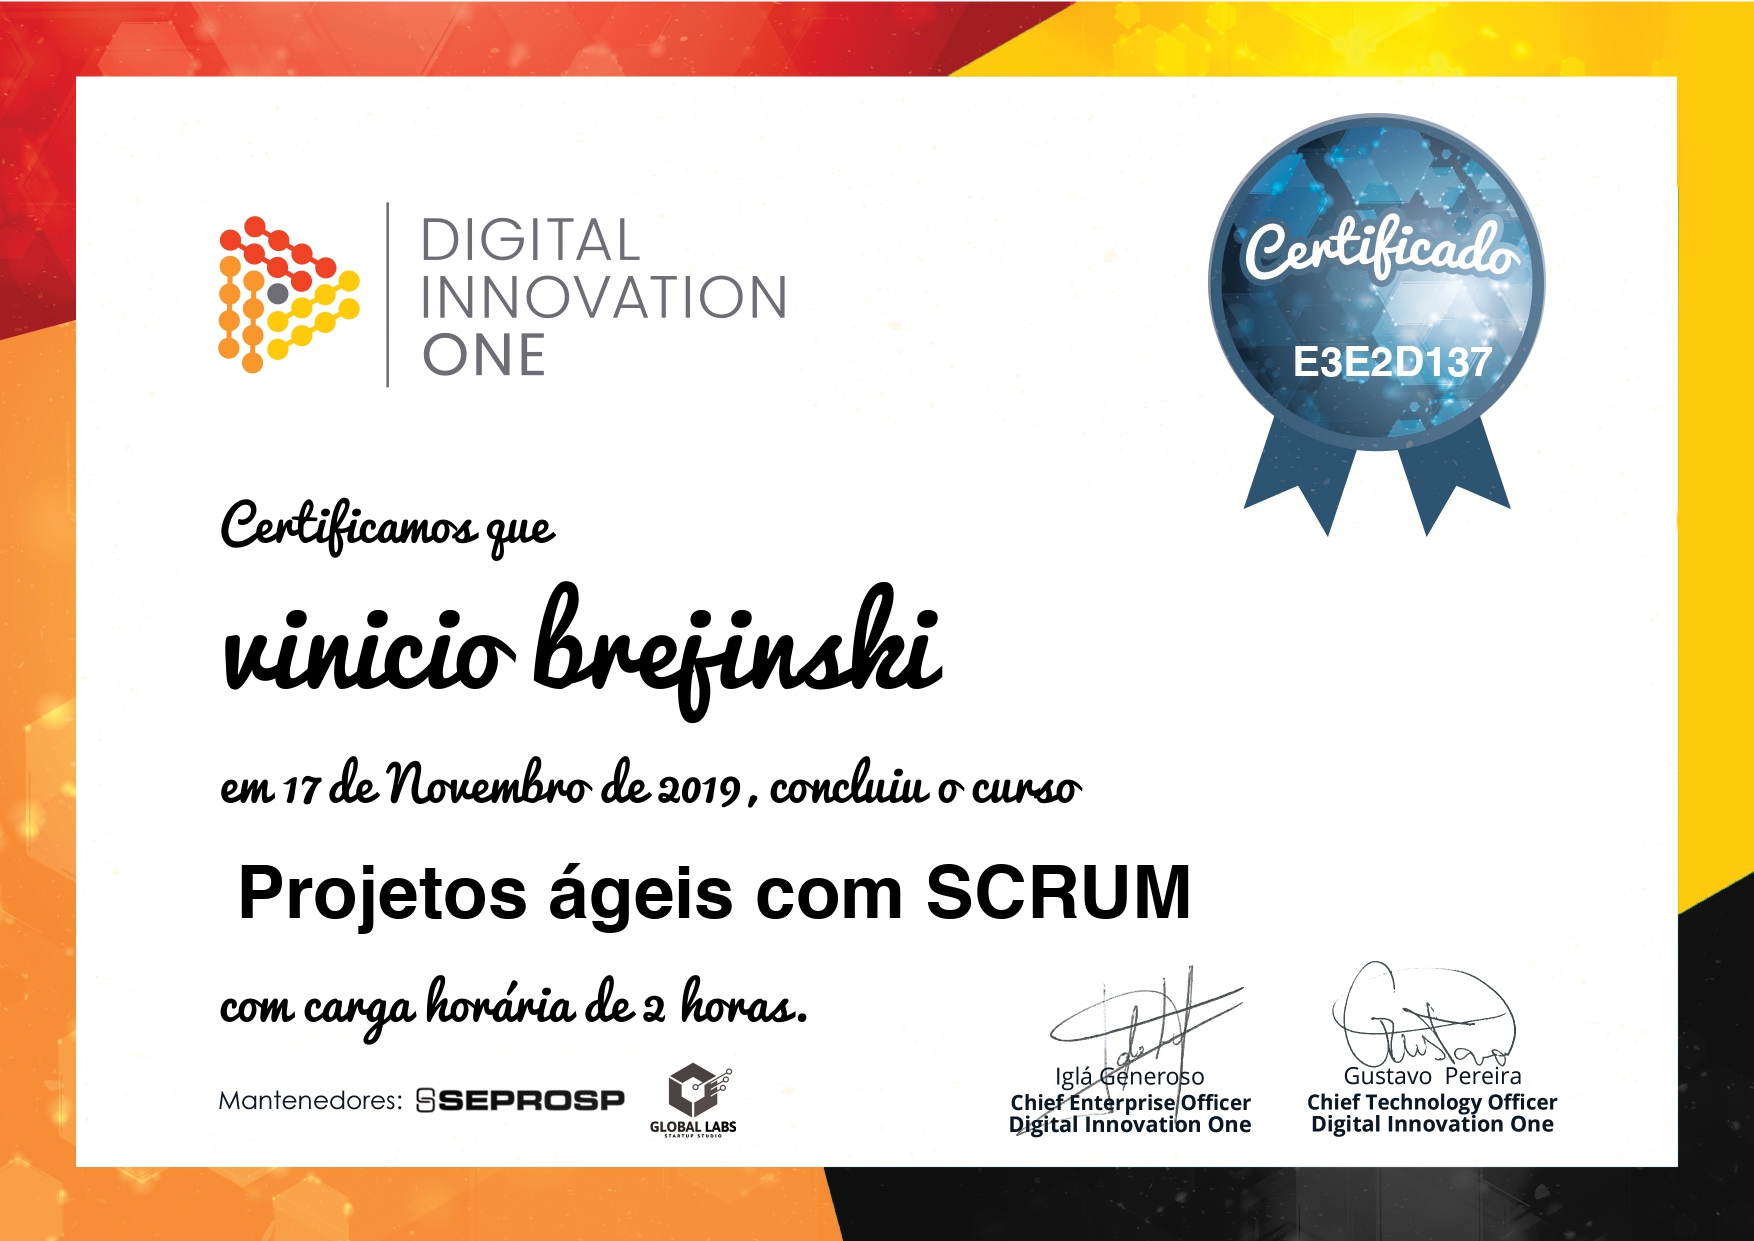 DIGITAL
INNOVATION
ONE
Certificado
E3E2D137
Certificamos que
vinicio brejinski
em 17 de Novembro de 2019, concluiu o curso
Projetos ágeis com SCRUM
com carga horária de 2 horas.
Mantenedores: SEPROSP
GLOBAL LABS
STARTUP STUDIO
Iglá Generoso
Chief Enterprise Officer
Digital Innovation One
Gustavo Pereira
Chief Technology Officer
Digital Innovation One